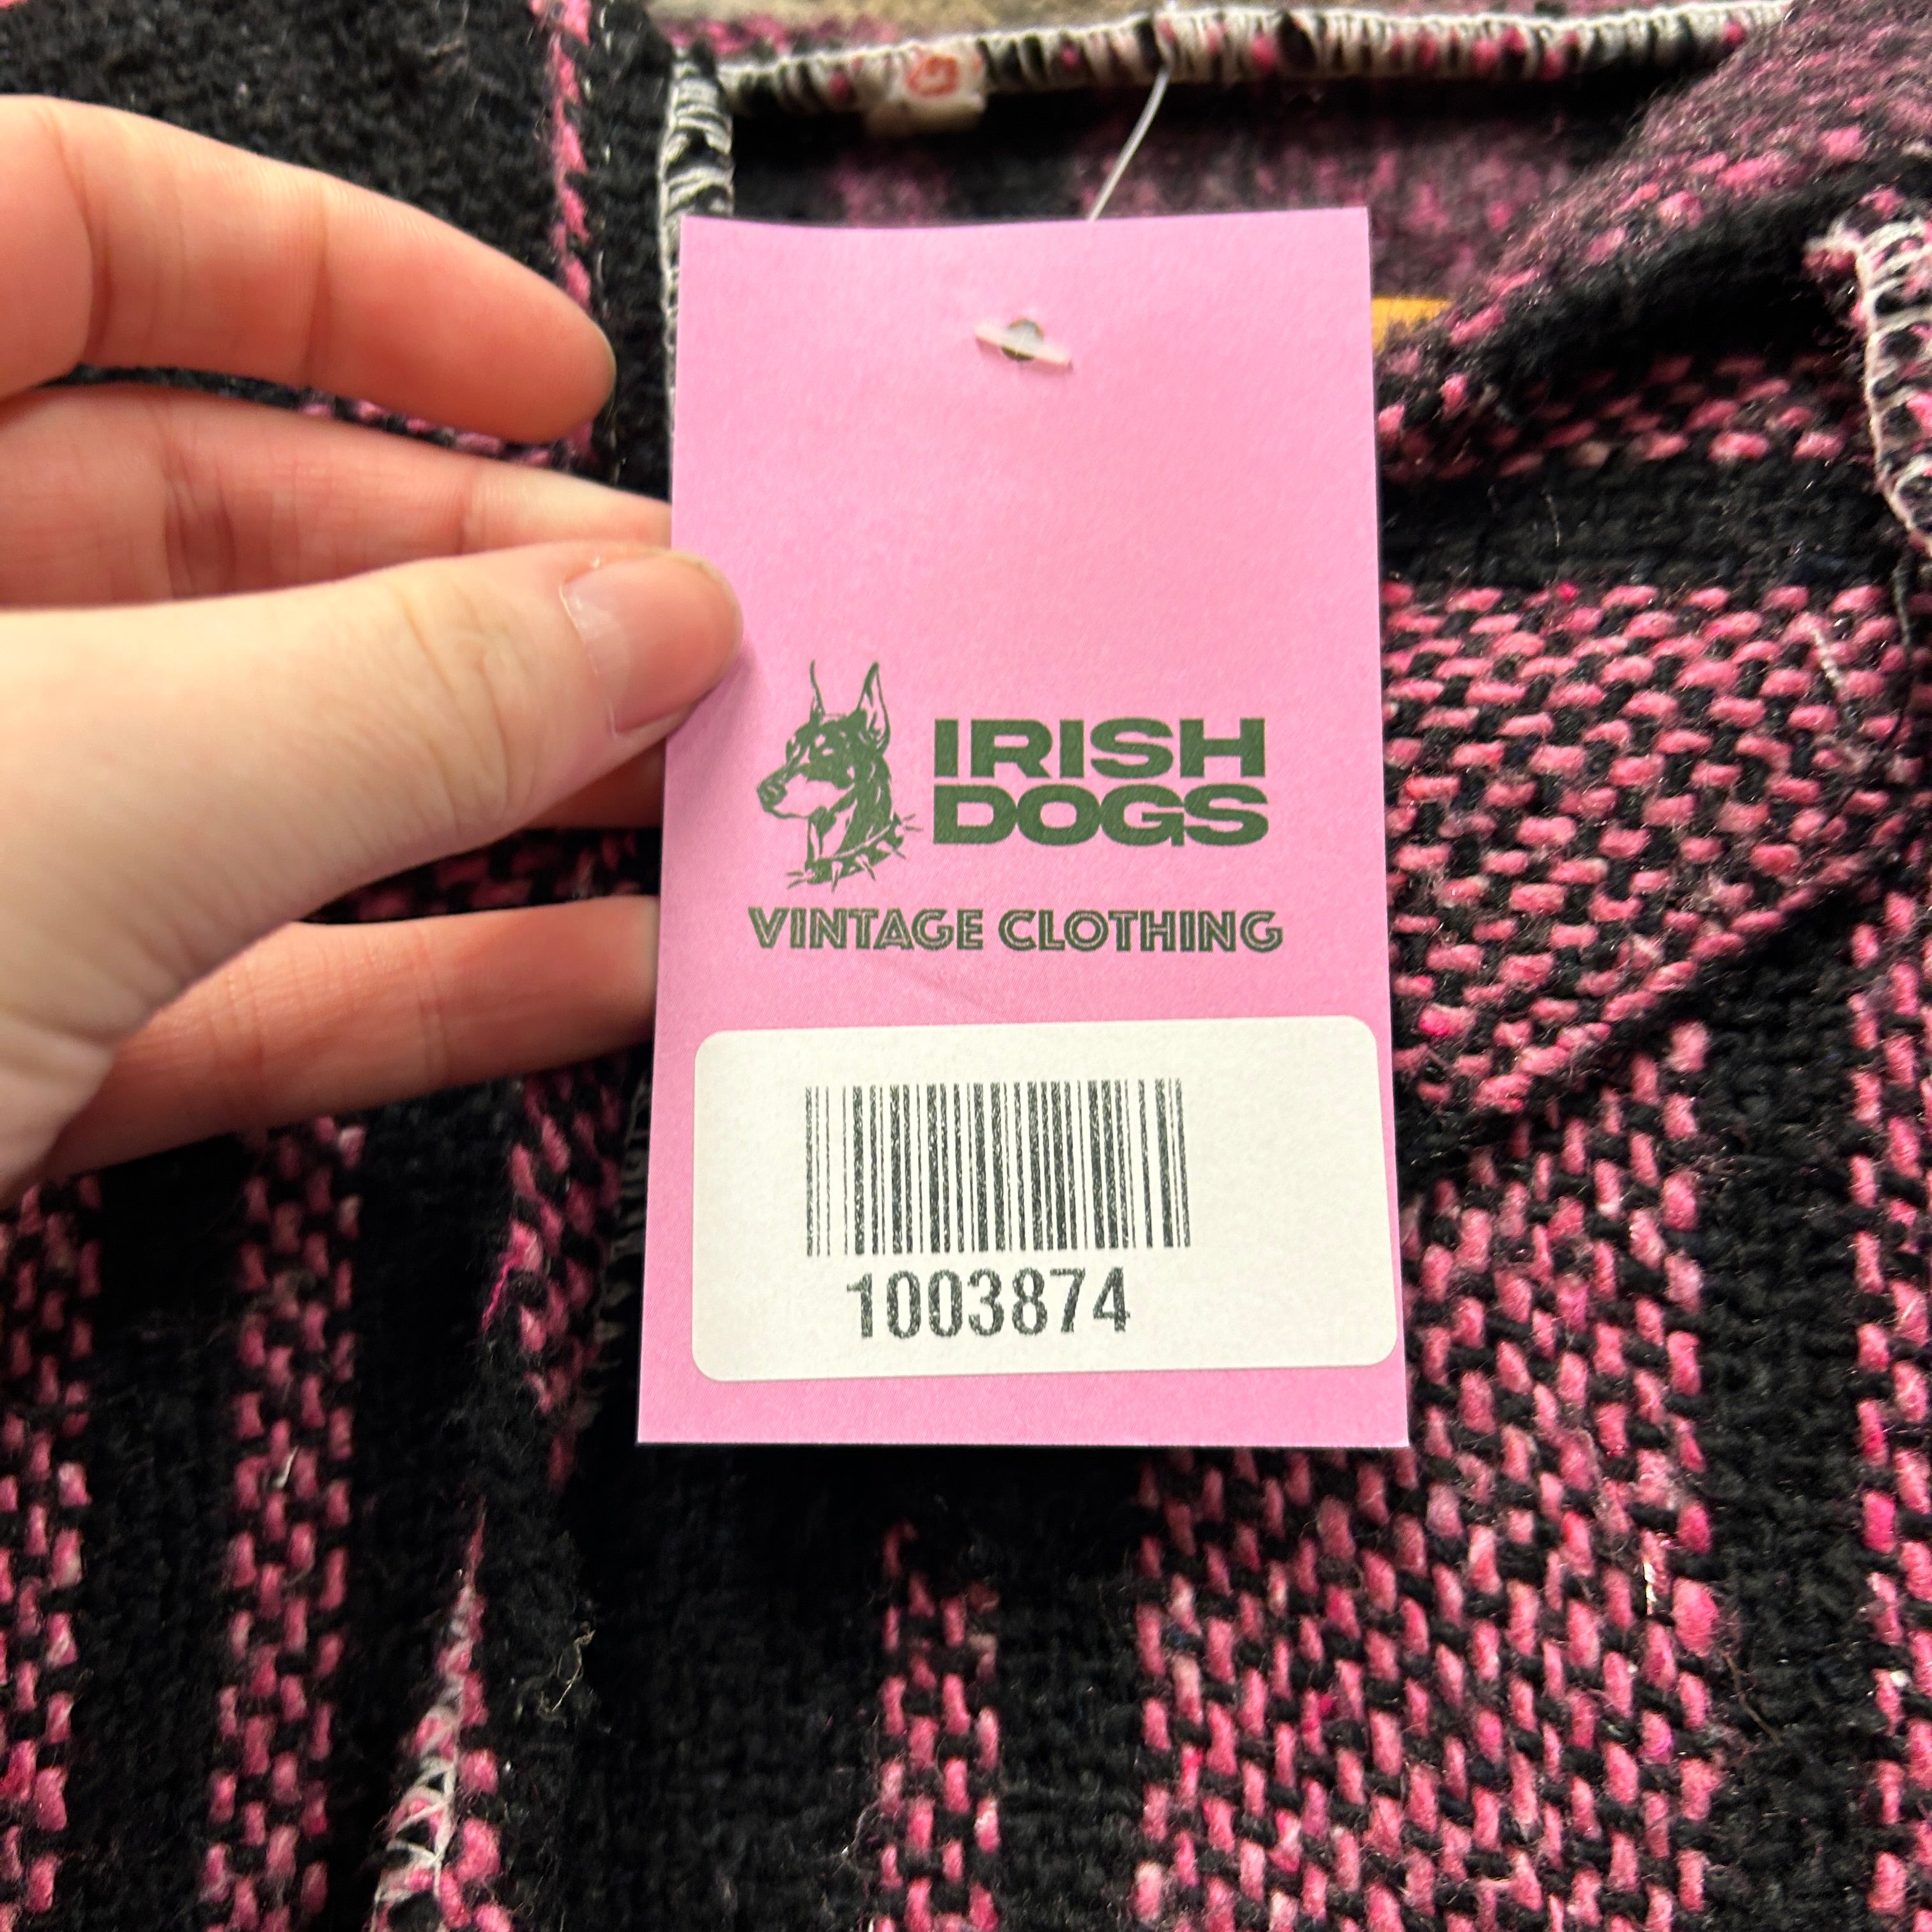 IRISH
DOGS
VINTAGE CLOTHING
1003874